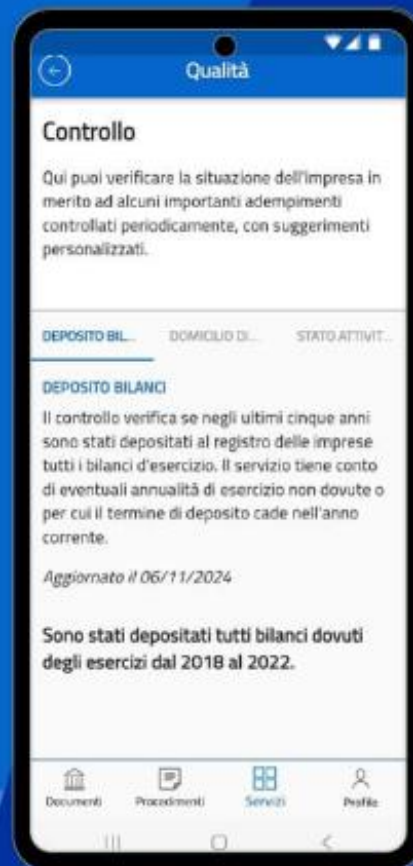 Qualità
Controllo
Qui puoi verificare la situazione dell'impresa in
merito ad alcuni importanti adempimenti
controllati periodicamente, con suggerimenti
personalizzati.
DEPOSITO BIL...
DOMICILIO DI...
STATO ATTIVIT...
DEPOSITO BILANCI
Il controllo verifica se negli ultimi cinque anni
sono stati depositati al registro delle imprese
tutti i bilanci d'esercizio. Il servizio tiene conto
di eventuali annualità di esercizio non dovute o
per cui il termine di deposito cade nell'anno
corrente.
Aggiornato il 06/11/2024
Sono stati depositati tutti bilanci dovuti
degli esercizi dal 2018 al 2022.
Documenti
Procedimenti
Servizi
Profilo